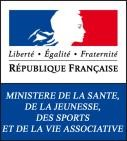 Liberté • Égalité • Fraternité
RÉPUBLIQUE FRANÇAISE
MINISTERE DE LA SANTE,
DE LA JEUNESSE,
DES SPORTS
ET DE LA VIE ASSOCIATIVE